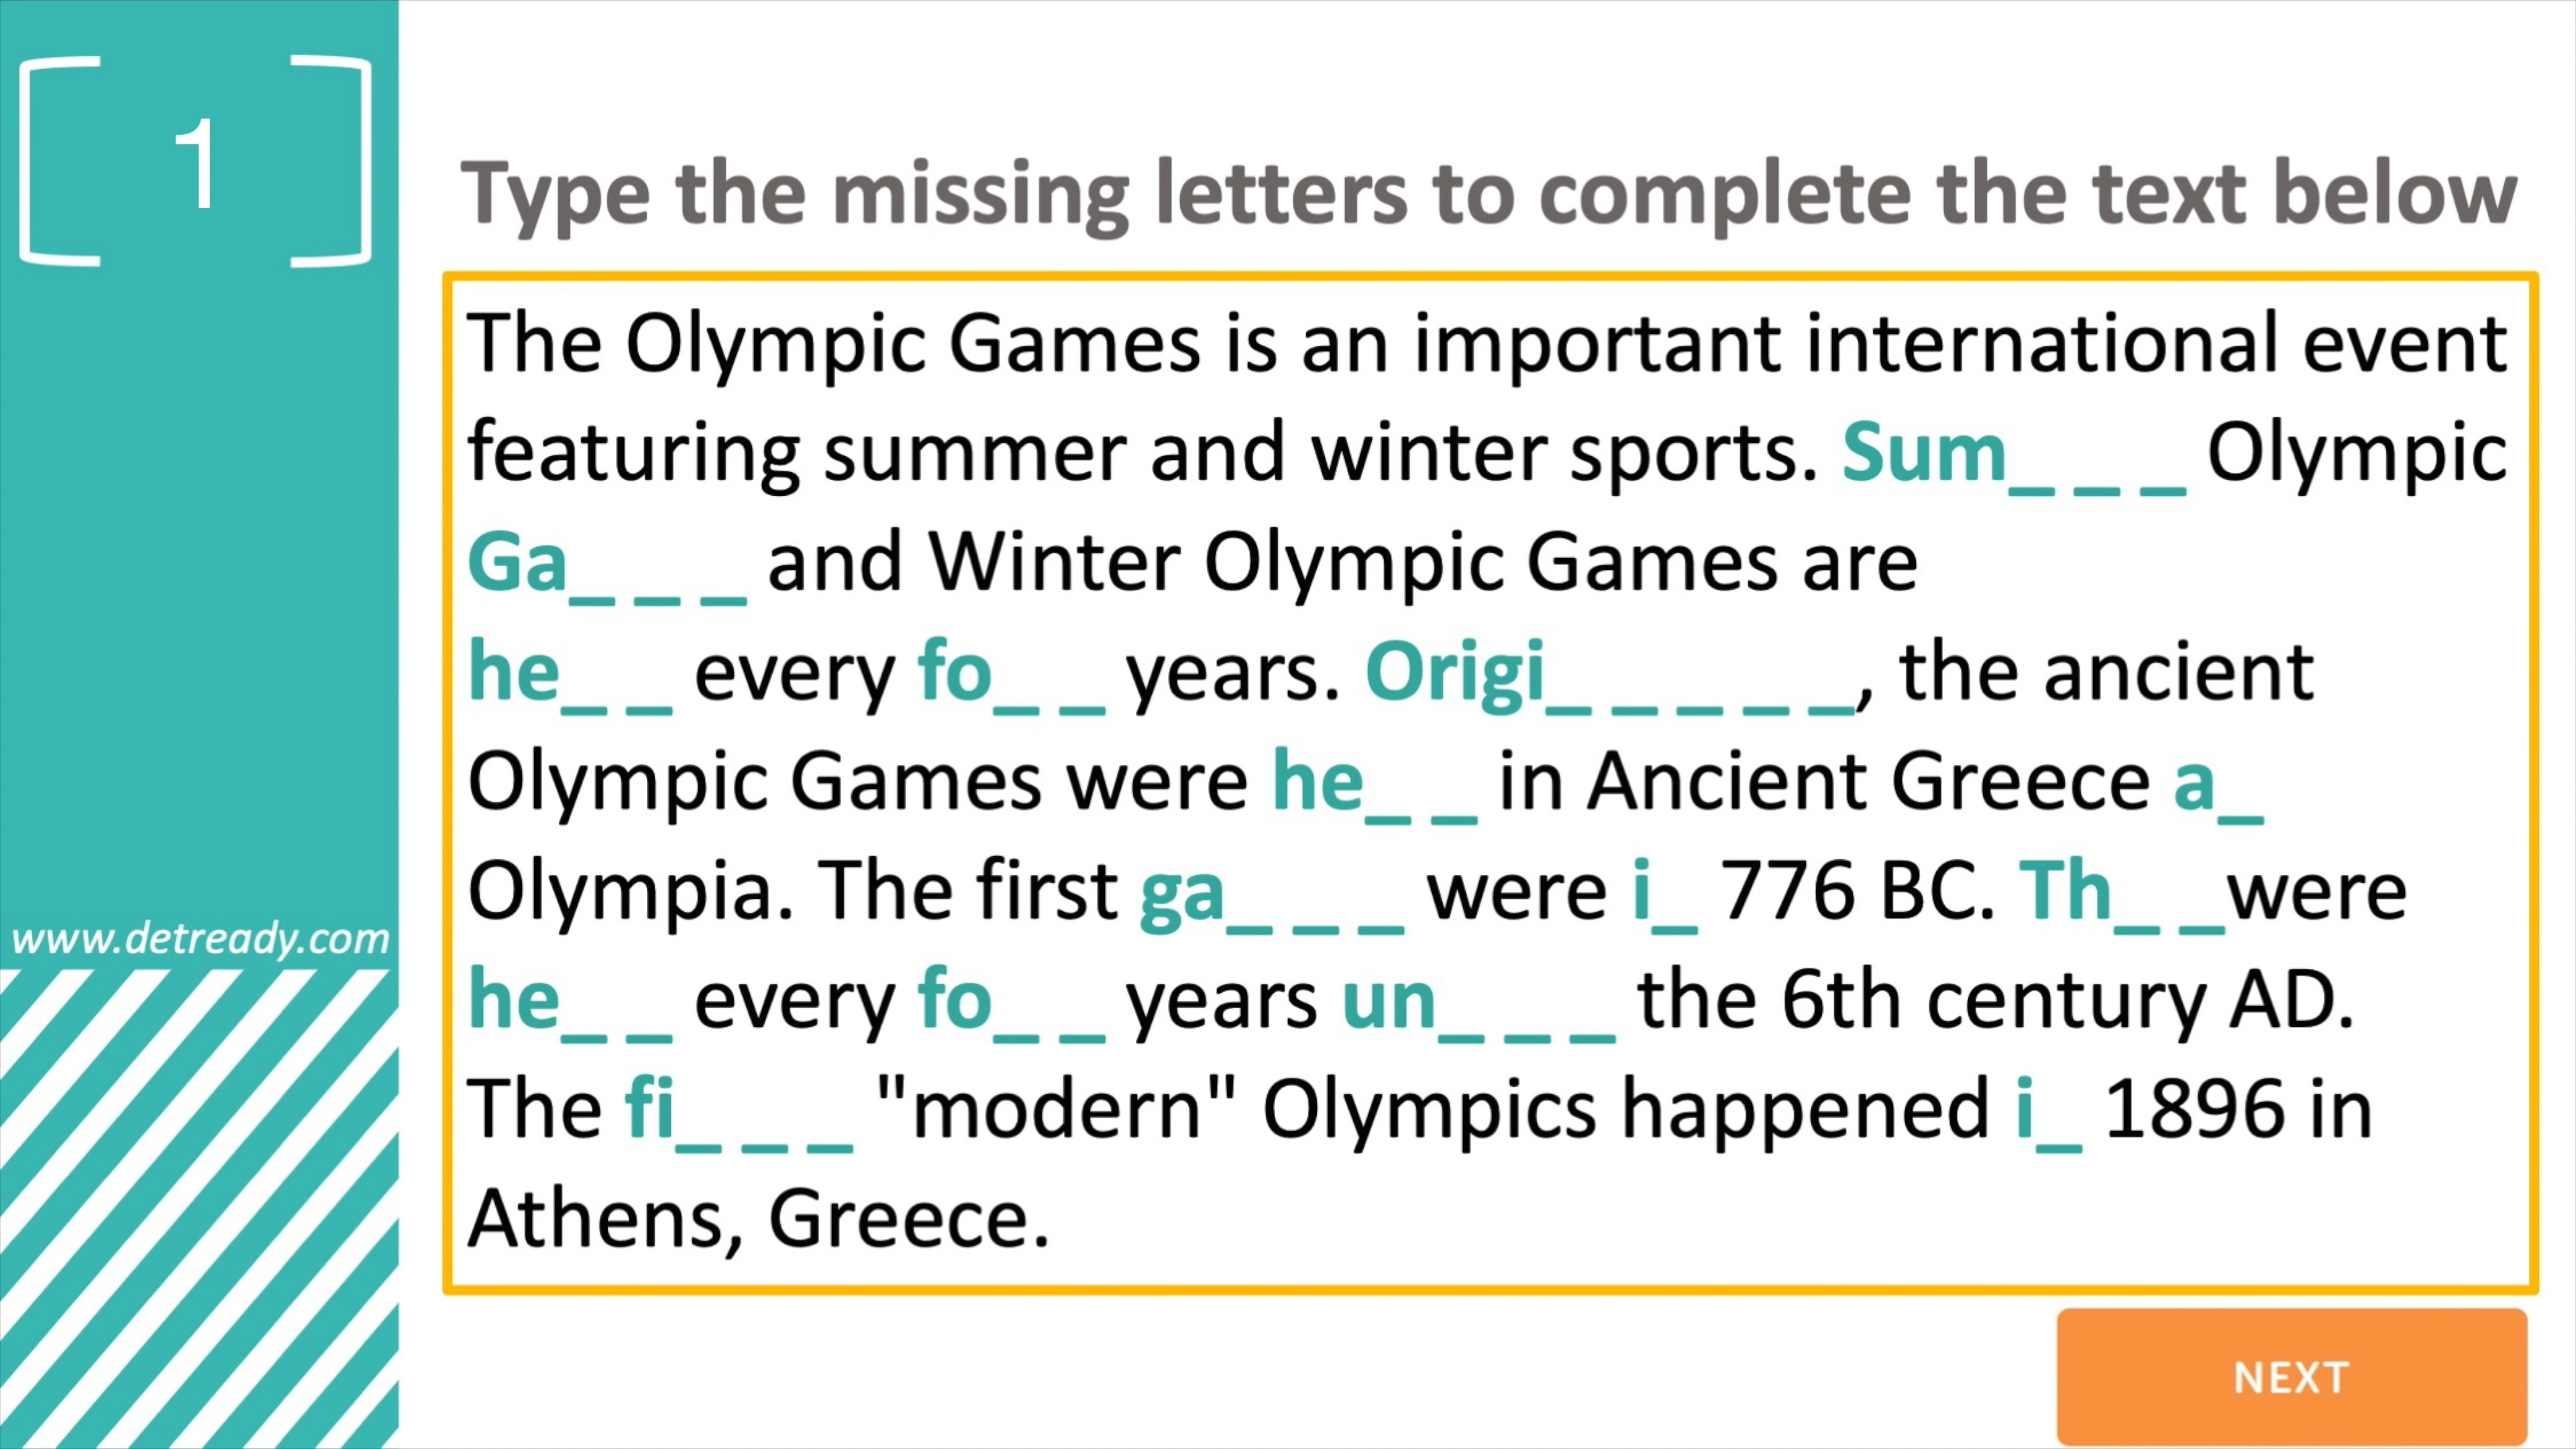 1
Type the missing letters to complete the text below
The Olympic Games is an important international event
featuring summer and winter sports. Sum_ _ _ Olympic
Ga_ _ _ and Winter Olympic Games are
he_ _ every fo_ _ years. Origi_ _ _ _ _, the ancient
Olympic Games were he_ _ in Ancient Greece a_
Olympia. The first ga_ _ _ were i_ 776 BC. Th_ _were
he_ _ every fo_ _ years un_ _ _ the 6th century AD.
The fi_ _ _ "modern" Olympics happened i_ 1896 in
Athens, Greece.
www.detready.com
NEXT